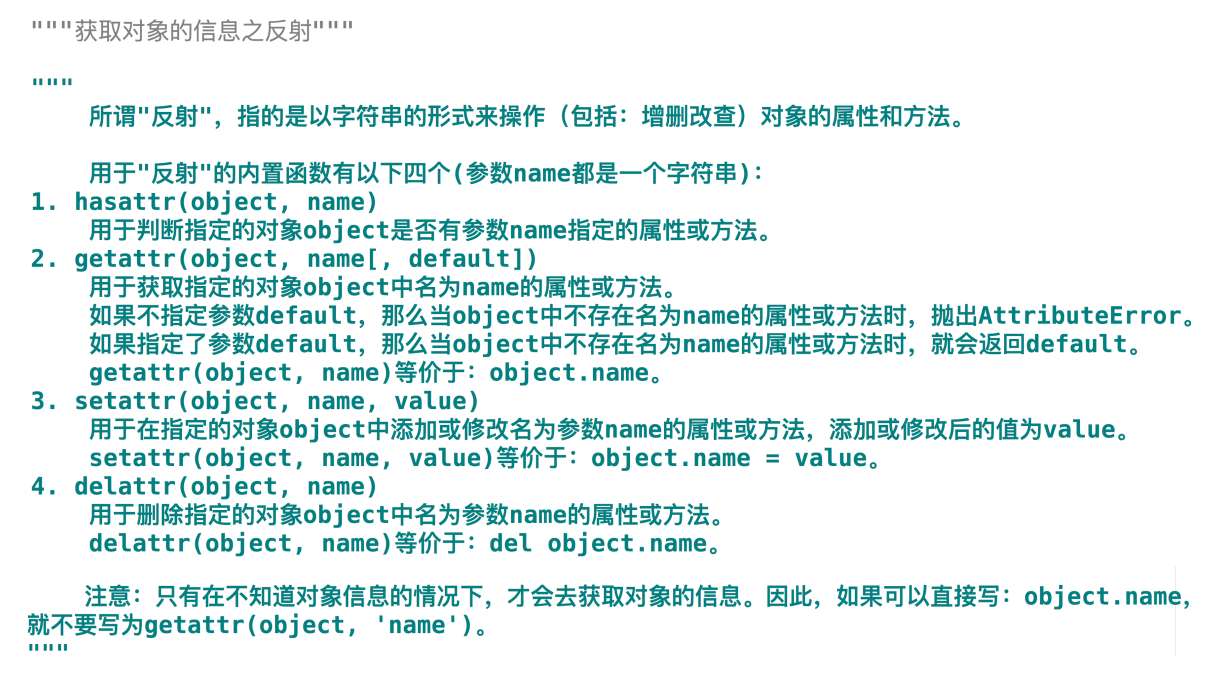 """获取对象的信息之反射"""
"""
所谓"反射"，指的是以字符串的形式来操作（包括：增删改查）对象的属性和方法。
用于"反射"的内置函数有以下四个(参数name都是一个字符串)：
1. hasattr(object, name)
用于判断指定的对象object是否有参数name指定的属性或方法。
2. getattr(object, name[, default])
用于获取指定的对象object中名为name的属性或方法。
如果不指定参数default，那么当object中不存在名为name的属性或方法时，抛出AttributeError。
如果指定了参数default，那么当object中不存在名为name的属性或方法时，就会返回default。
getattr(object, name)等价于：object.name。
3. setattr(object, name, value)
用于在指定的对象object中添加或修改名为参数name的属性或方法，添加或修改后的值为value。
setattr(object, name, value)等价于：object.name = value。
4. delattr(object, name)
用于删除指定的对象object中名为参数name的属性或方法。
delattr(object, name)等价于：del object.name。
注意：只有在不知道对象信息的情况下，才会去获取对象的信息。因此，如果可以直接写：object.name，
就不要写为getattr(object, 'name')。
"""